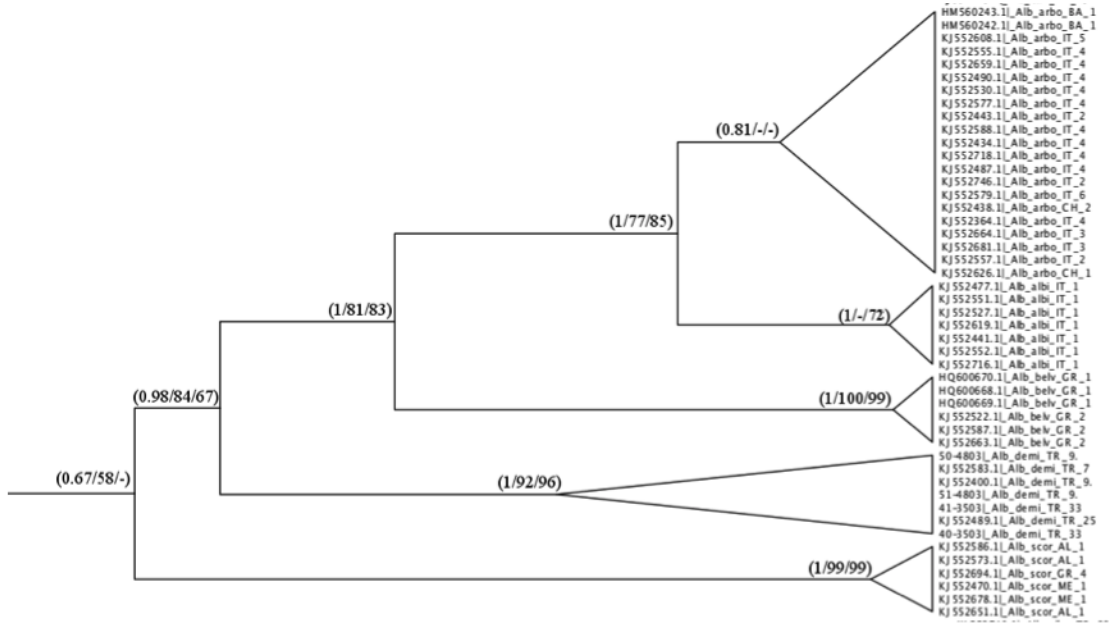 HM560243.1|_Alb_arbo_BA_1
HM560242.1|_Alb_arbo_BA_1
KJ552608.1|_Alb_arbo_IT_5
KJ552555.1|_Alb_arbo_IT_4
KJ552659.1|_Alb_arbo_IT_4
KJ552490.1|_Alb_arbo_IT_4
KJ552530.1|_Alb_arbo_IT_4
KJ552577.1|_Alb_arbo_IT_4
KJ552443.1|_Alb_arbo_IT_2
(0.81/-/-)
KJ552588.1|_Alb_arbo_IT_4
KJ552434.1|_Alb_arbo_IT_4
KJ552718.1|_Alb_arbo_IT_4
KJ552487.1|_Alb_arbo_IT_4
KJ552746.1|_Alb_arbo_IT_2
KJ552579.1|_Alb_arbo_IT_6
KJ552438.1|_Alb_arbo_CH_2
(1/77/85)
KJ552364.1|_Alb_arbo_IT_4
KJ552664.1|_Alb_arbo_IT_3
KJ552681.1|_Alb_arbo_IT_3
KJ552557.1|_Alb_arbo_IT_2
KJ552626.1|_Alb_arbo_CH_1
KJ552477.1|_Alb_albi_IT_1
KJ552551.1|_Alb_albi_IT_1
(1/81/83)
KJ552527.1|_Alb_albi_IT_1
(1/-/72)
KJ552619.1|_Alb_albi_IT_1
KJ552441.1|_Alb_albi_IT_1
KJ552552.1|_Alb_albi_IT_1
KJ552716.1|_Alb_albi_IT_1
HQ600670.1|_Alb_belv_GR_1
HQ600668.1|_Alb_belv_GR_1
(0.98/84/67)
(1/100/99)
HQ600669.1|_Alb_belv_GR_1
KJ552522.1|_Alb_belv_GR_2
KJ552587.1|_Alb_belv_GR_2
KJ552663.1|_Alb_belv_GR_2
50-4803|_Alb_demi_TR_9.
KJ552583.1|_Alb_demi_TR_7
(0.67/58/-)
(1/92/96)
KJ552400.1|_Alb_demi_TR_9.
51-4803|_Alb_demi_TR_9.
41-3503|_Alb_demi_TR_33
KJ552489.1|_Alb_demi_TR_25
40-3503|_Alb_demi_TR_33
KJ552586.1|_Alb_scor_AL_1
KJ552573.1|_Alb_scor_AL_1
(1/99/99)
KJ552694.1|_Alb_scor_GR_4
KJ552470.1|_Alb_scor_ME_1
KJ552678.1|_Alb_scor_ME_1
KJ552651.1|_Alb_scor_AL_1